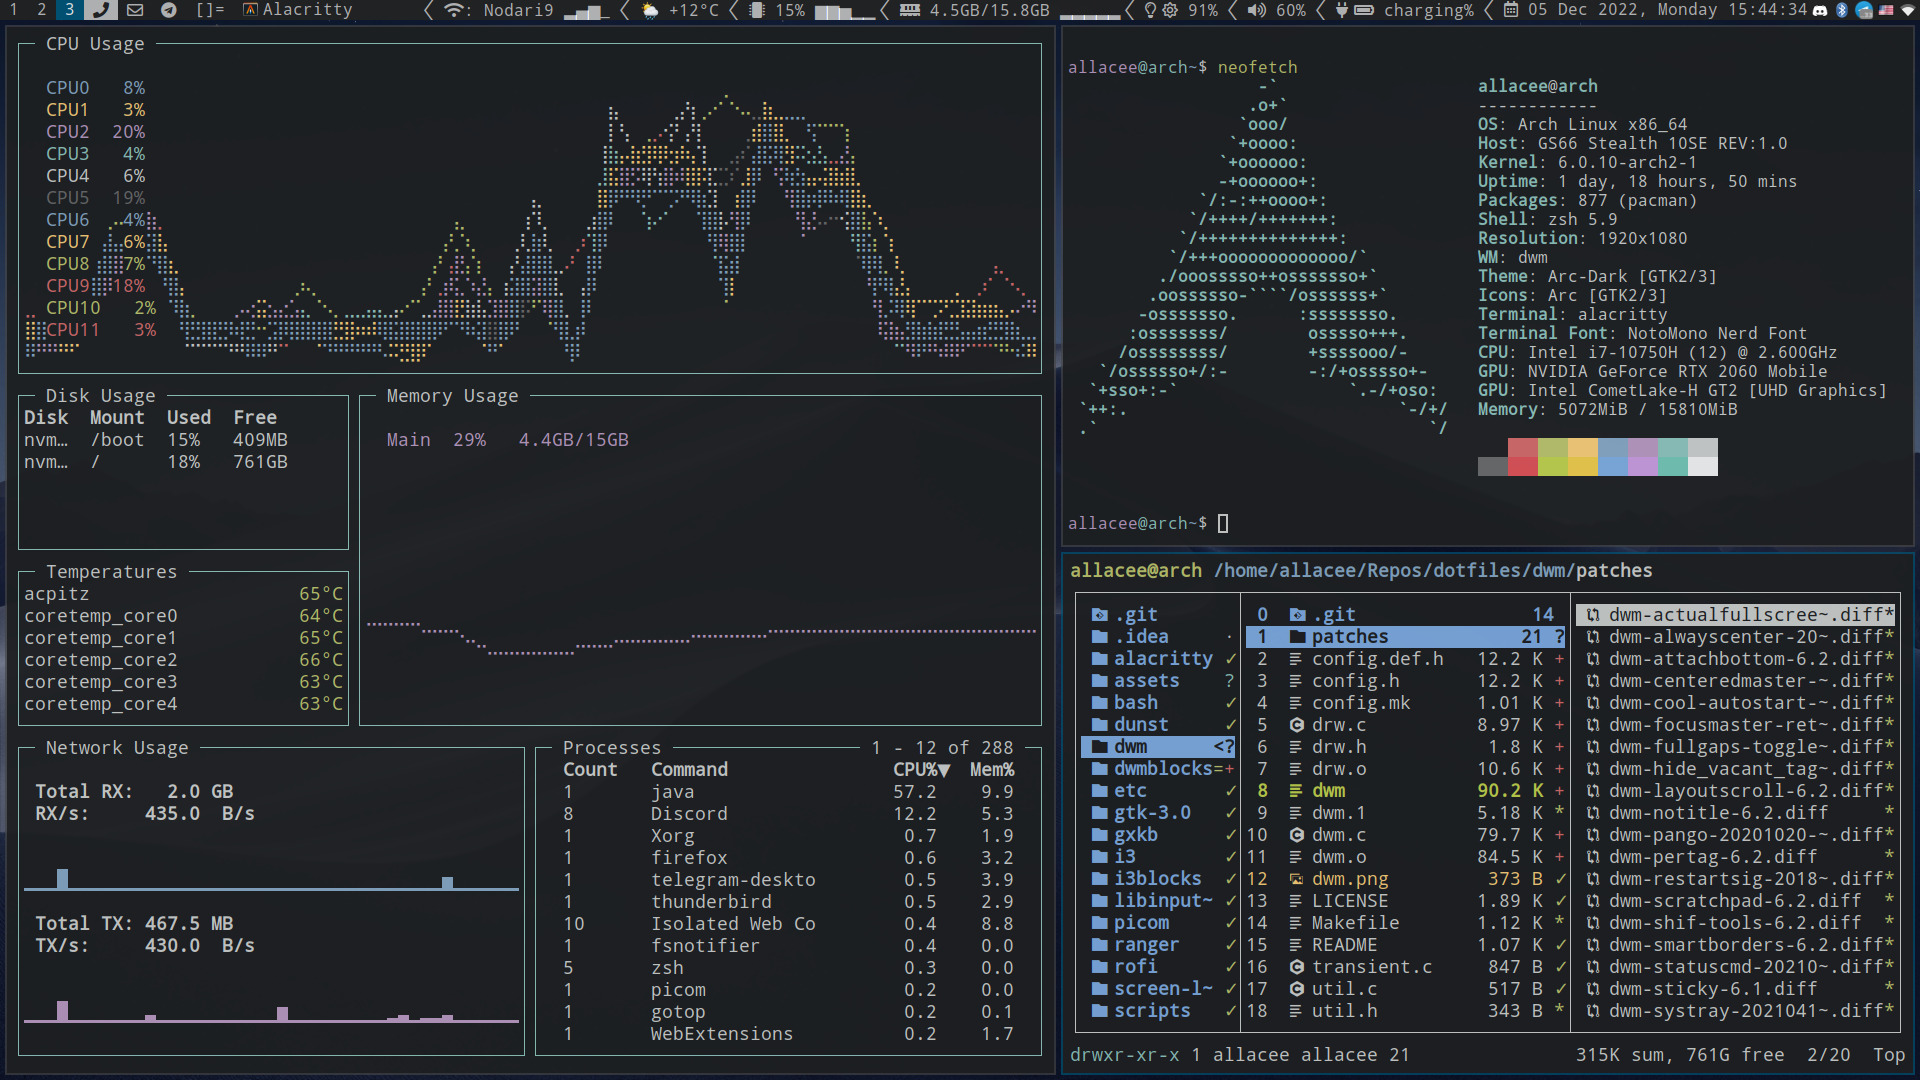 1 2 3 []= Alacritty : Nodari9 +12°C 15% 4.5GB/15.8GB 91% 60% charging% 05 Dec 2022, Monday 15:44:34
CPU Usage
CPU0 8%
CPU1 3%
CPU2 20%
CPU3 4%
CPU4 6%
CPU5 19%
CPU6 4%
CPU7 6%
CPU8 7%
CPU9 18%
CPU10 2%
CPU11 3%
Disk Usage
Disk Mount Used Free
nvm… /boot 15% 409MB
nvm… / 18% 761GB
Memory Usage
Main 29% 4.4GB/15GB
Temperatures
acpitz 65°C
coretemp_core0 64°C
coretemp_core1 65°C
coretemp_core2 66°C
coretemp_core3 63°C
coretemp_core4 63°C
Network Usage
Total RX: 2.0 GB
RX/s: 435.0 B/s
Total TX: 467.5 MB
TX/s: 430.0 B/s
Processes 1 - 12 of 288
Count Command CPU%▼ Mem%
1 java 57.2 9.9
8 Discord 12.2 5.3
1 Xorg 0.7 1.9
1 firefox 0.6 3.2
1 telegram-deskto 0.5 3.9
1 thunderbird 0.5 2.9
10 Isolated Web Co 0.4 8.8
1 fsnotifier 0.4 0.0
5 zsh 0.3 0.0
1 picom 0.2 0.0
1 gotop 0.2 0.1
1 WebExtensions 0.2 1.7
allacee@arch~$ neofetch
-`
.o+`
`ooo/
`+oooo:
`+oooooo:
-+oooooo+:
`/:-:++oooo+:
`/++++/+++++++:
`/++++++++++++++:
`/+++ooooooooooooo/`
./ooosssso++osssssso+`
.oossssso-````/ossssss+`
-osssssso. :ssssssso.
:osssssss/ osssso+++.
/ossssssss/ +ssssooo/-
`/ossssso+/:- -:/+osssso+-
`+sso+:-` `.-/+oso:
`++:. `-/+/
.` `/
allacee@arch
------------
OS: Arch Linux x86_64
Host: GS66 Stealth 10SE REV:1.0
Kernel: 6.0.10-arch2-1
Uptime: 1 day, 18 hours, 50 mins
Packages: 877 (pacman)
Shell: zsh 5.9
Resolution: 1920x1080
WM: dwm
Theme: Arc-Dark [GTK2/3]
Icons: Arc [GTK2/3]
Terminal: alacritty
Terminal Font: NotoMono Nerd Font
CPU: Intel i7-10750H (12) @ 2.600GHz
GPU: NVIDIA GeForce RTX 2060 Mobile
GPU: Intel CometLake-H GT2 [UHD Graphics]
Memory: 5072MiB / 15810MiB
allacee@arch~$
allacee@arch /home/allacee/Repos/dotfiles/dwm/patches
.git
.idea ·
alacritty ✓
assets ?
bash ✓
dunst ✓
dwm <?
dwmblocks=+
etc ✓
gtk-3.0 ✓
gxkb ✓
i3 ✓
i3blocks ✓
libinput~ ✓
picom ✓
ranger ✓
rofi ✓
screen-l~ ✓
scripts ✓
0 .git 14
1 patches 21 ?
2 config.def.h 12.2 K +
3 config.h 12.2 K +
4 config.mk 1.01 K +
5 drw.c 8.97 K +
6 drw.h 1.8 K +
7 drw.o 10.6 K +
8 dwm 90.2 K +
9 dwm.1 5.18 K *
10 dwm.c 79.7 K +
11 dwm.o 84.5 K +
12 dwm.png 373 B ✓
13 LICENSE 1.89 K ✓
14 Makefile 1.12 K *
15 README 1.07 K ✓
16 transient.c 847 B ✓
17 util.c 517 B ✓
18 util.h 343 B *
dwm-actualfullscree~.diff*
dwm-alwayscenter-20~.diff*
dwm-attachbottom-6.2.diff*
dwm-centeredmaster-~.diff*
dwm-cool-autostart-~.diff*
dwm-focusmaster-ret~.diff*
dwm-fullgaps-toggle~.diff*
dwm-hide_vacant_tag~.diff*
dwm-layoutscroll-6.2.diff*
dwm-notitle-6.2.diff *
dwm-pango-20201020-~.diff*
dwm-pertag-6.2.diff *
dwm-restartsig-2018~.diff*
dwm-scratchpad-6.2.diff *
dwm-shif-tools-6.2.diff *
dwm-smartborders-6.2.diff*
dwm-statuscmd-20210~.diff*
dwm-sticky-6.1.diff *
dwm-systray-2021041~.diff*
drwxr-xr-x 1 allacee allacee 21 315K sum, 761G free 2/20 Top